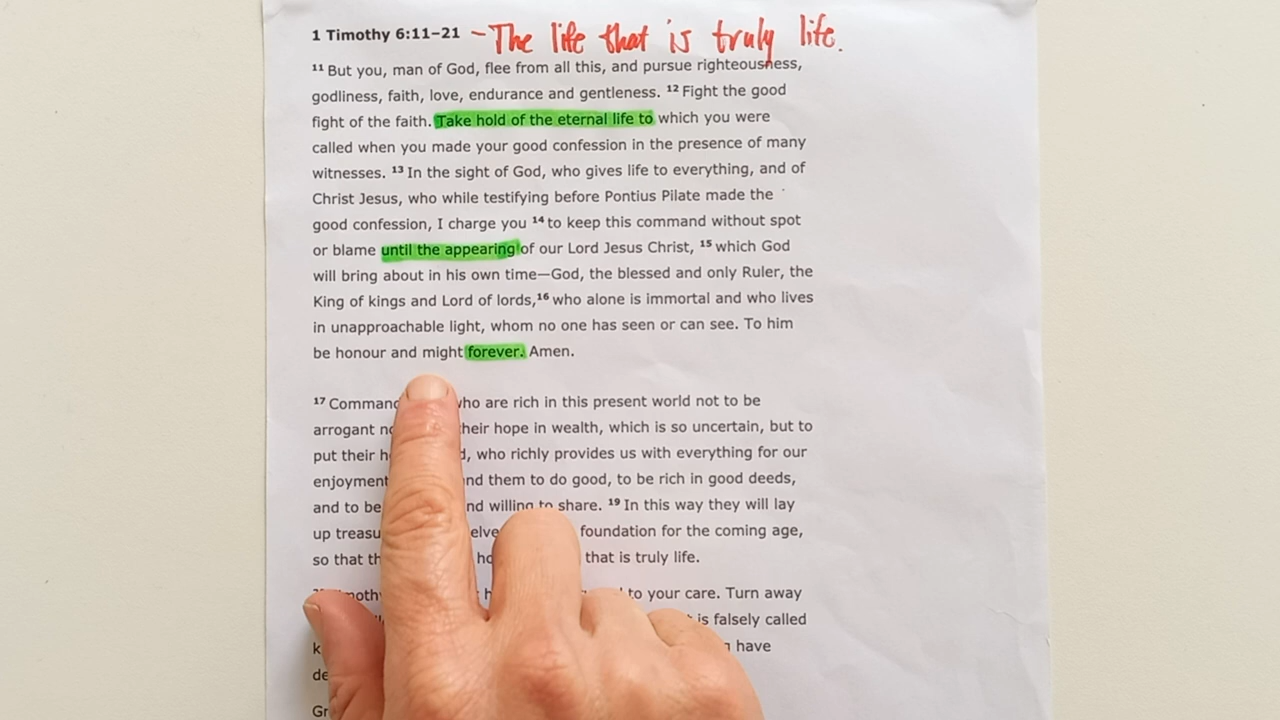 1 Timothy 6:11–21 – The life that is truly life.
¹¹ But you, man of God, flee from all this, and pursue righteousness,
godliness, faith, love, endurance and gentleness. ¹² Fight the good
fight of the faith. Take hold of the eternal life to which you were
called when you made your good confession in the presence of many
witnesses. ¹³ In the sight of God, who gives life to everything, and of
Christ Jesus, who while testifying before Pontius Pilate made the
good confession, I charge you ¹⁴ to keep this command without spot
or blame until the appearing of our Lord Jesus Christ, ¹⁵ which God
will bring about in his own time—God, the blessed and only Ruler, the
King of kings and Lord of lords,¹⁶ who alone is immortal and who lives
in unapproachable light, whom no one has seen or can see. To him
be honour and might forever. Amen.
¹⁷ Command who are rich in this present world not to be
arrogant their hope in wealth, which is so uncertain, but to
put their who richly provides us with everything for our
enjoyment them to do good, to be rich in good deeds,
and to be and willing to share. ¹⁹ In this way they will lay
up foundation for the coming age,
so that that is truly life.
to your care. Turn away
is falsely called
have